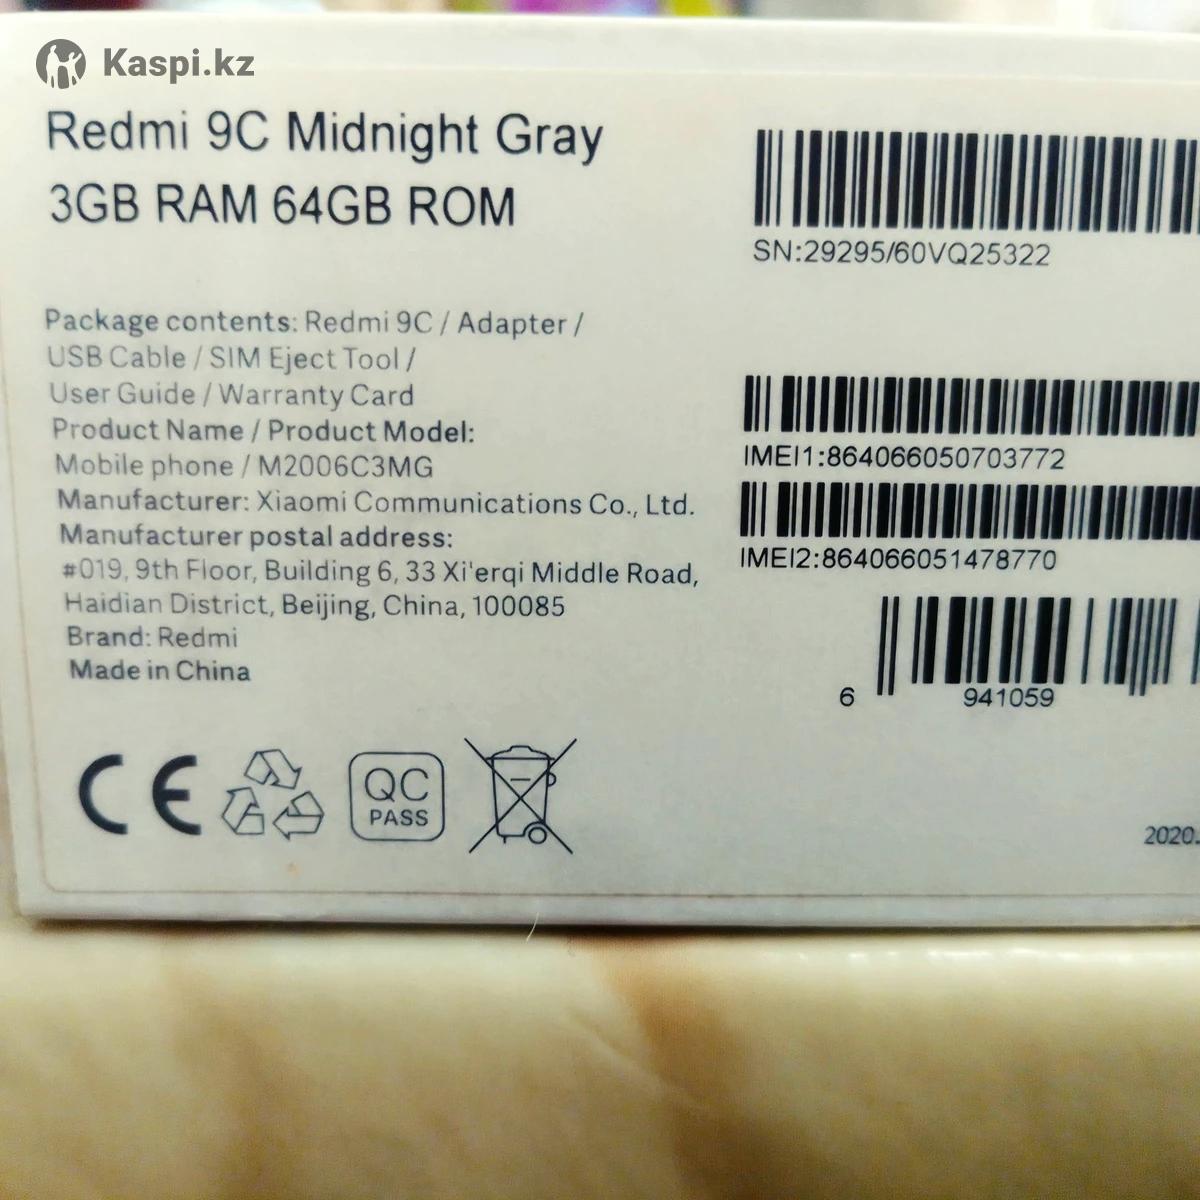 Kaspi.kz
Redmi 9C Midnight Gray
3GB RAM 64GB ROM
SN:29295/60VQ25322
Package contents: Redmi 9C / Adapter /
USB Cable / SIM Eject Tool /
User Guide / Warranty Card
Product Name / Product Model:
Mobile phone / M2006C3MG
Manufacturer: Xiaomi Communications Co., Ltd.
Manufacturer postal address:
#019, 9th Floor, Building 6, 33 Xi'erqi Middle Road,
Haidian District, Beijing, China, 100085
Brand: Redmi
Made in China
IMEI1:864066050703772
IMEI2:864066051478770
6 941059
CE
QC
PASS
2020.